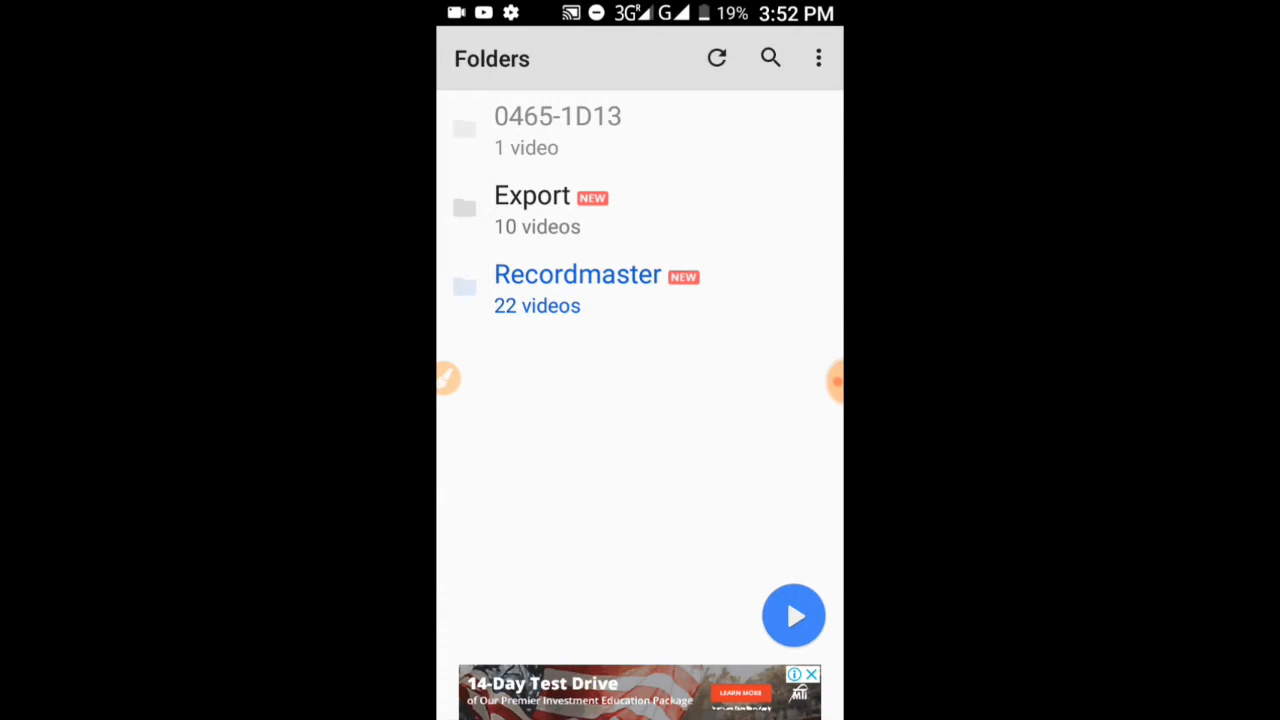 3G R G 19% 3:52 PM
Folders
0465-1D13
1 video
Export NEW
10 videos
Recordmaster NEW
22 videos
14-Day Test Drive
of Our Premier Investment Education Package
LEARN MORE
MTI